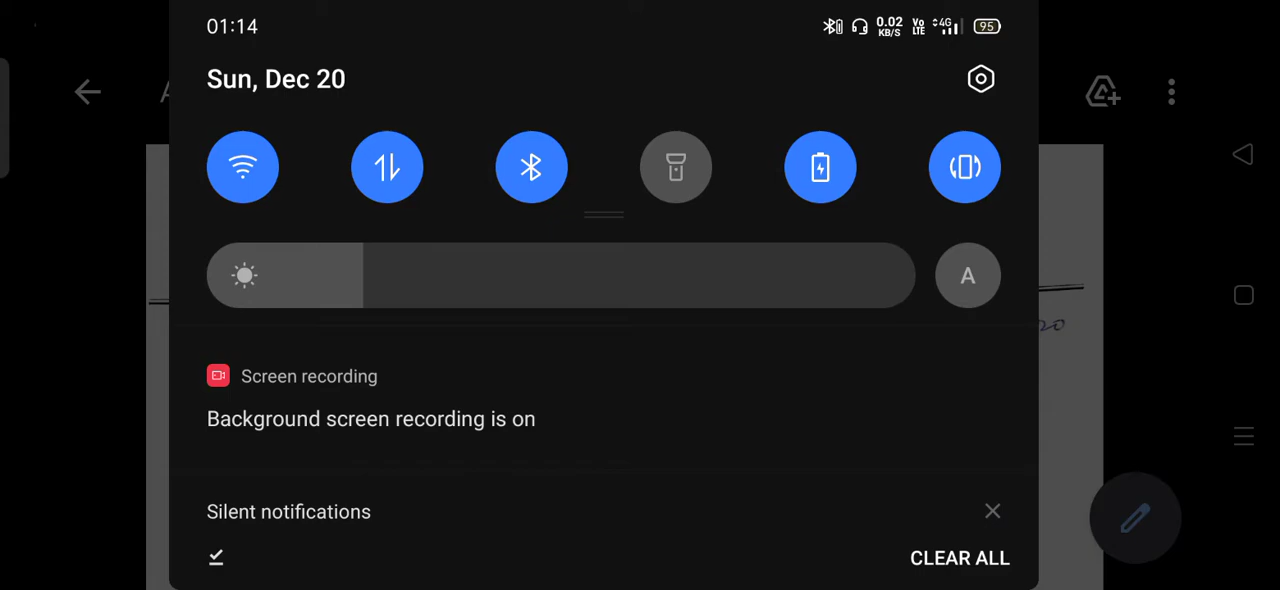 01:14
0.02 KB/S
Vo LTE
4G
95
Sun, Dec 20
A
Screen recording
Background screen recording is on
Silent notifications
CLEAR ALL